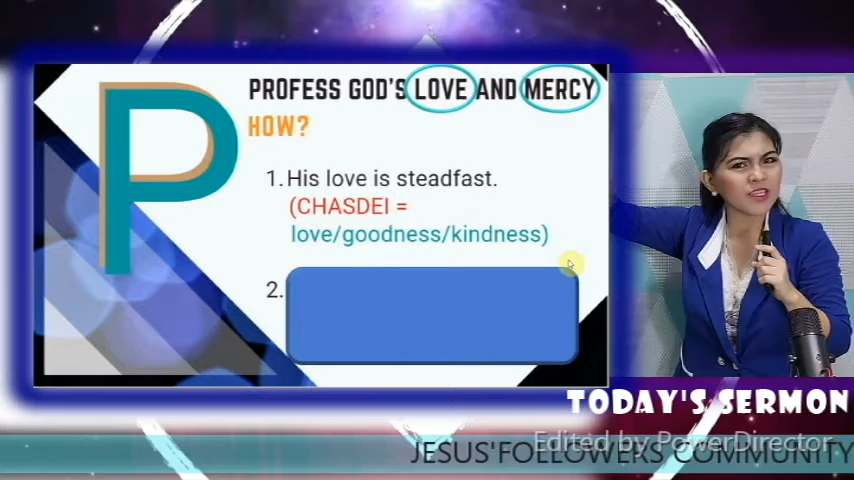 P
PROFESS GOD'S LOVE AND MERCY
HOW?
1. His love is steadfast.
(CHASDEI =
love/goodness/kindness)
2.
TODAY'S SERMON
Edited by PowerDirector
JESUS'FOLLOWERS COMMUNITY